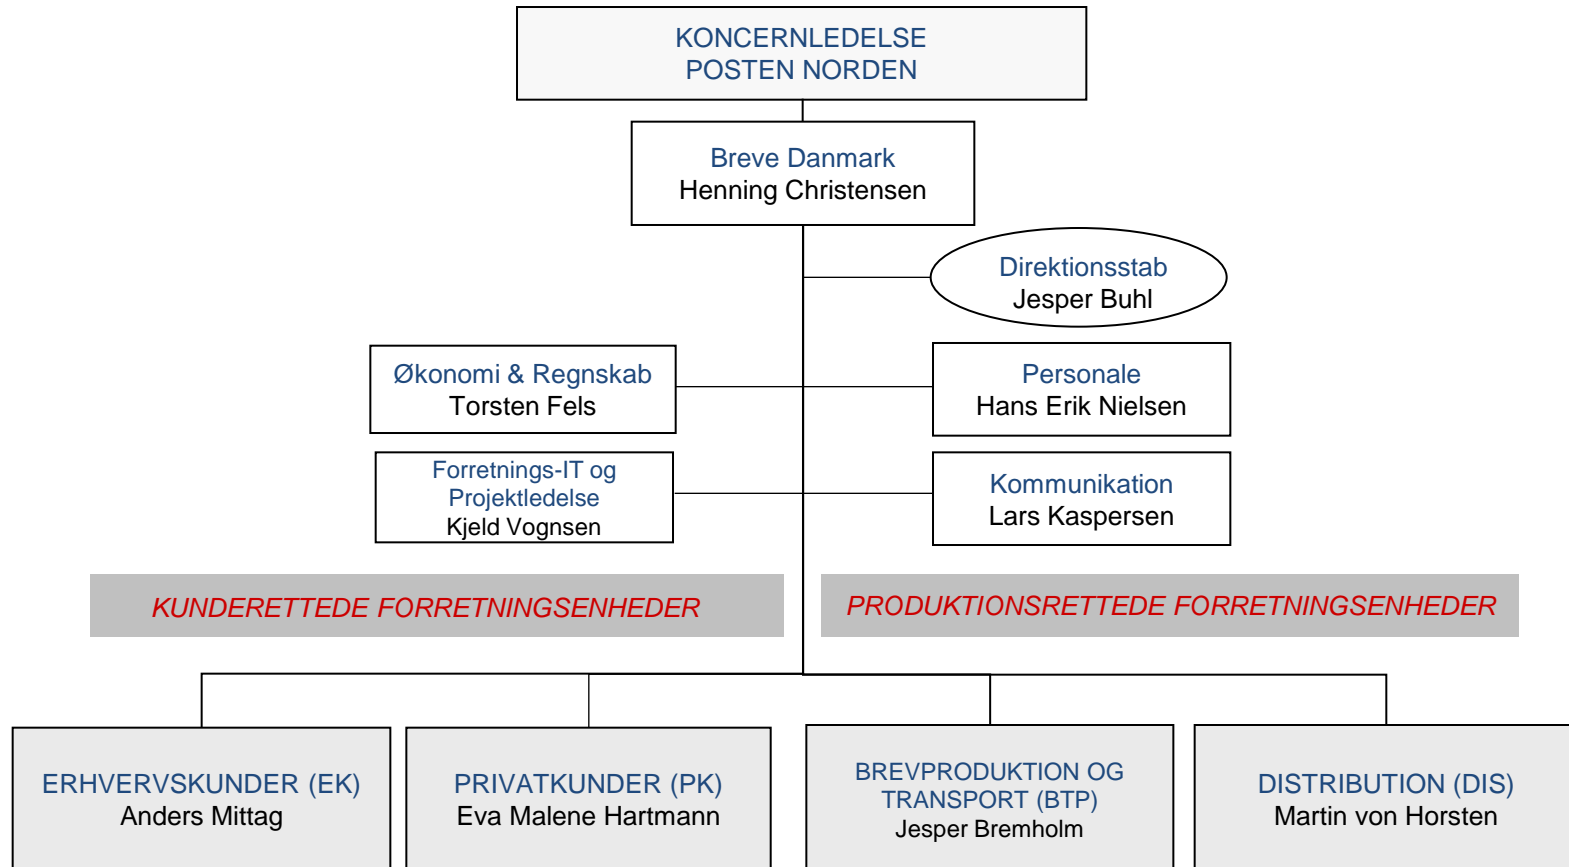 KONCERNLEDELSE
POSTEN NORDEN
Breve Danmark
Henning Christensen
Direktionsstab
Jesper Buhl
Økonomi & Regnskab
Torsten Fels
Personale
Hans Erik Nielsen
Forretnings-IT og
Projektledelse
Kjeld Vognsen
Kommunikation
Lars Kaspersen
KUNDERETTEDE FORRETNINGSENHEDER
PRODUKTIONSRETTEDE FORRETNINGSENHEDER
ERHVERVSKUNDER (EK)
Anders Mittag
PRIVATKUNDER (PK)
Eva Malene Hartmann
BREVPRODUKTION OG
TRANSPORT (BTP)
Jesper Bremholm
DISTRIBUTION (DIS)
Martin von Horsten